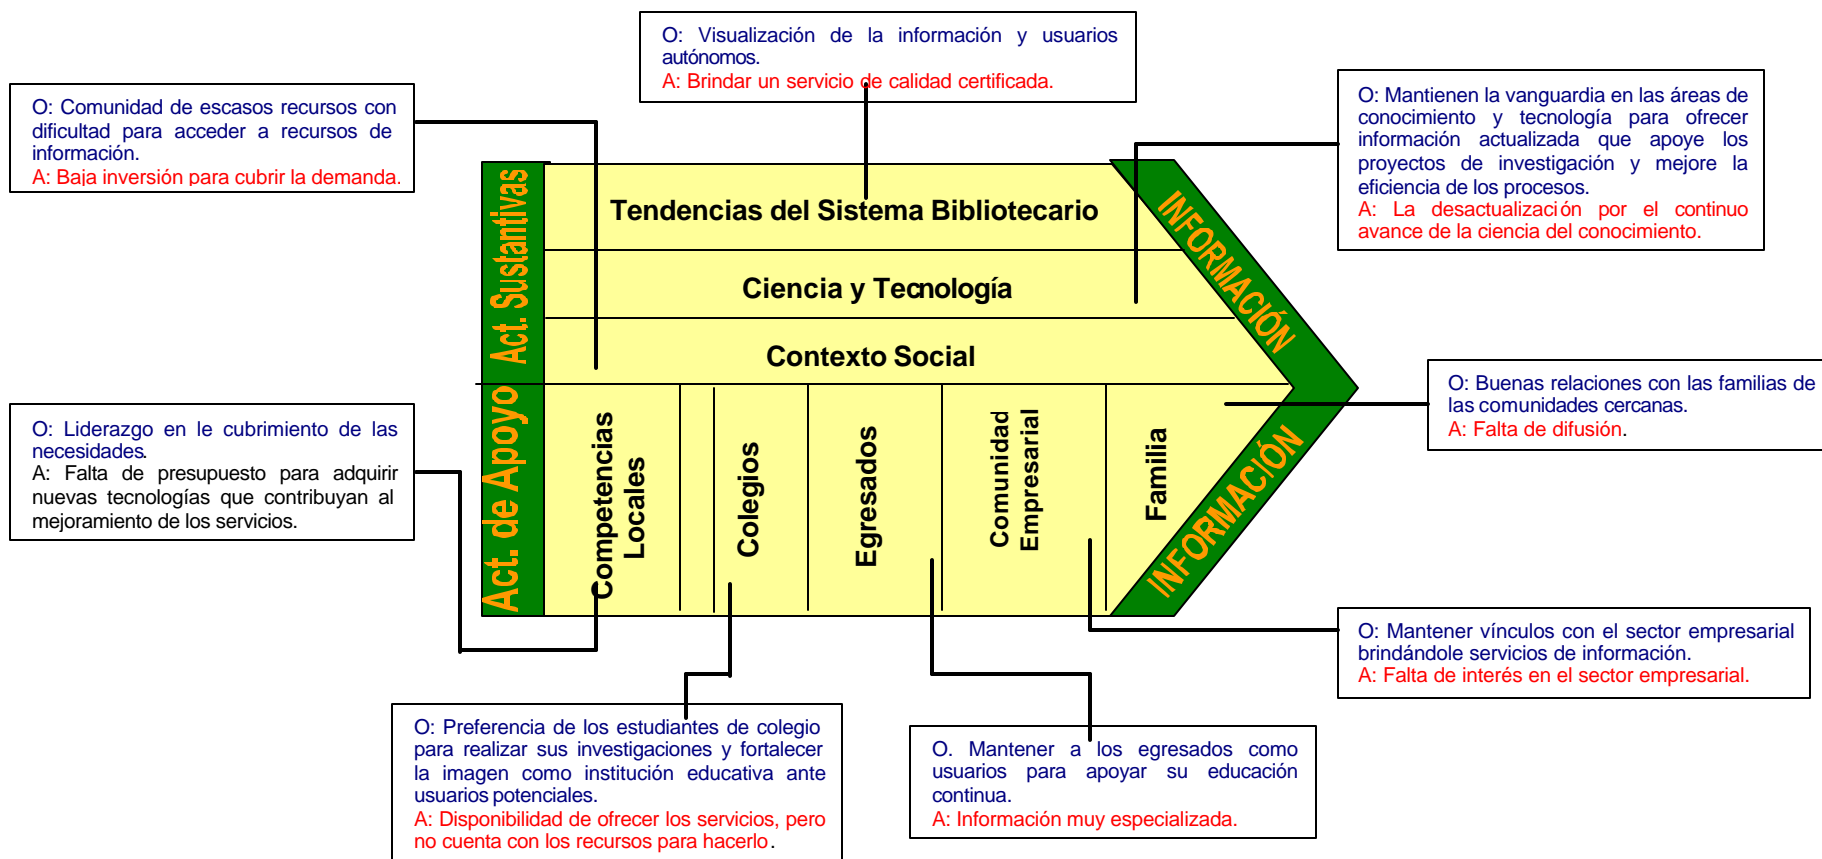 O: Visualización de la información y usuarios
autónomos.
A: Brindar un servicio de calidad certificada.
O: Comunidad de escasos recursos con
dificultad para acceder a recursos de
información.
A: Baja inversión para cubrir la demanda.
O: Mantienen la vanguardia en las áreas de
conocimiento y tecnología para ofrecer
información actualizada que apoye los
proyectos de investigación y mejore la
eficiencia de los procesos.
A: La desactualización por el continuo
avance de la ciencia del conocimiento.
Act. Sustantivas
Tendencias del Sistema Bibliotecario
Ciencia y Tecnología
Contexto Social
INFORMACIÓN
O: Buenas relaciones con las familias de
las comunidades cercanas.
A: Falta de difusión.
O: Liderazgo en le cubrimiento de las
necesidades.
A: Falta de presupuesto para adquirir
nuevas tecnologías que contribuyan al
mejoramiento de los servicios.
Act. de Apoyo
Competencias
Locales
Colegios
Egresados
Comunidad
Empresarial
Familia
INFORMACIÓN
O: Mantener vínculos con el sector empresarial
brindándole servicios de información.
A: Falta de interés en el sector empresarial.
O: Preferencia de los estudiantes de colegio
para realizar sus investigaciones y fortalecer
la imagen como institución educativa ante
usuarios potenciales.
A: Disponibilidad de ofrecer los servicios, pero
no cuenta con los recursos para hacerlo.
O. Mantener a los egresados como
usuarios para apoyar su educación
continua.
A: Información muy especializada.